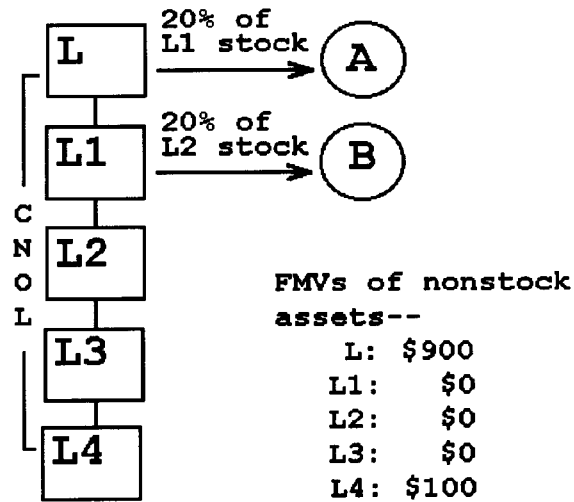 20% of
L1 stock
L
A
20% of
L2 stock
L1
B
C
N
O
L
L2
L3
L4
FMVs of nonstock
assets--
L: $900
L1: $0
L2: $0
L3: $0
L4: $100